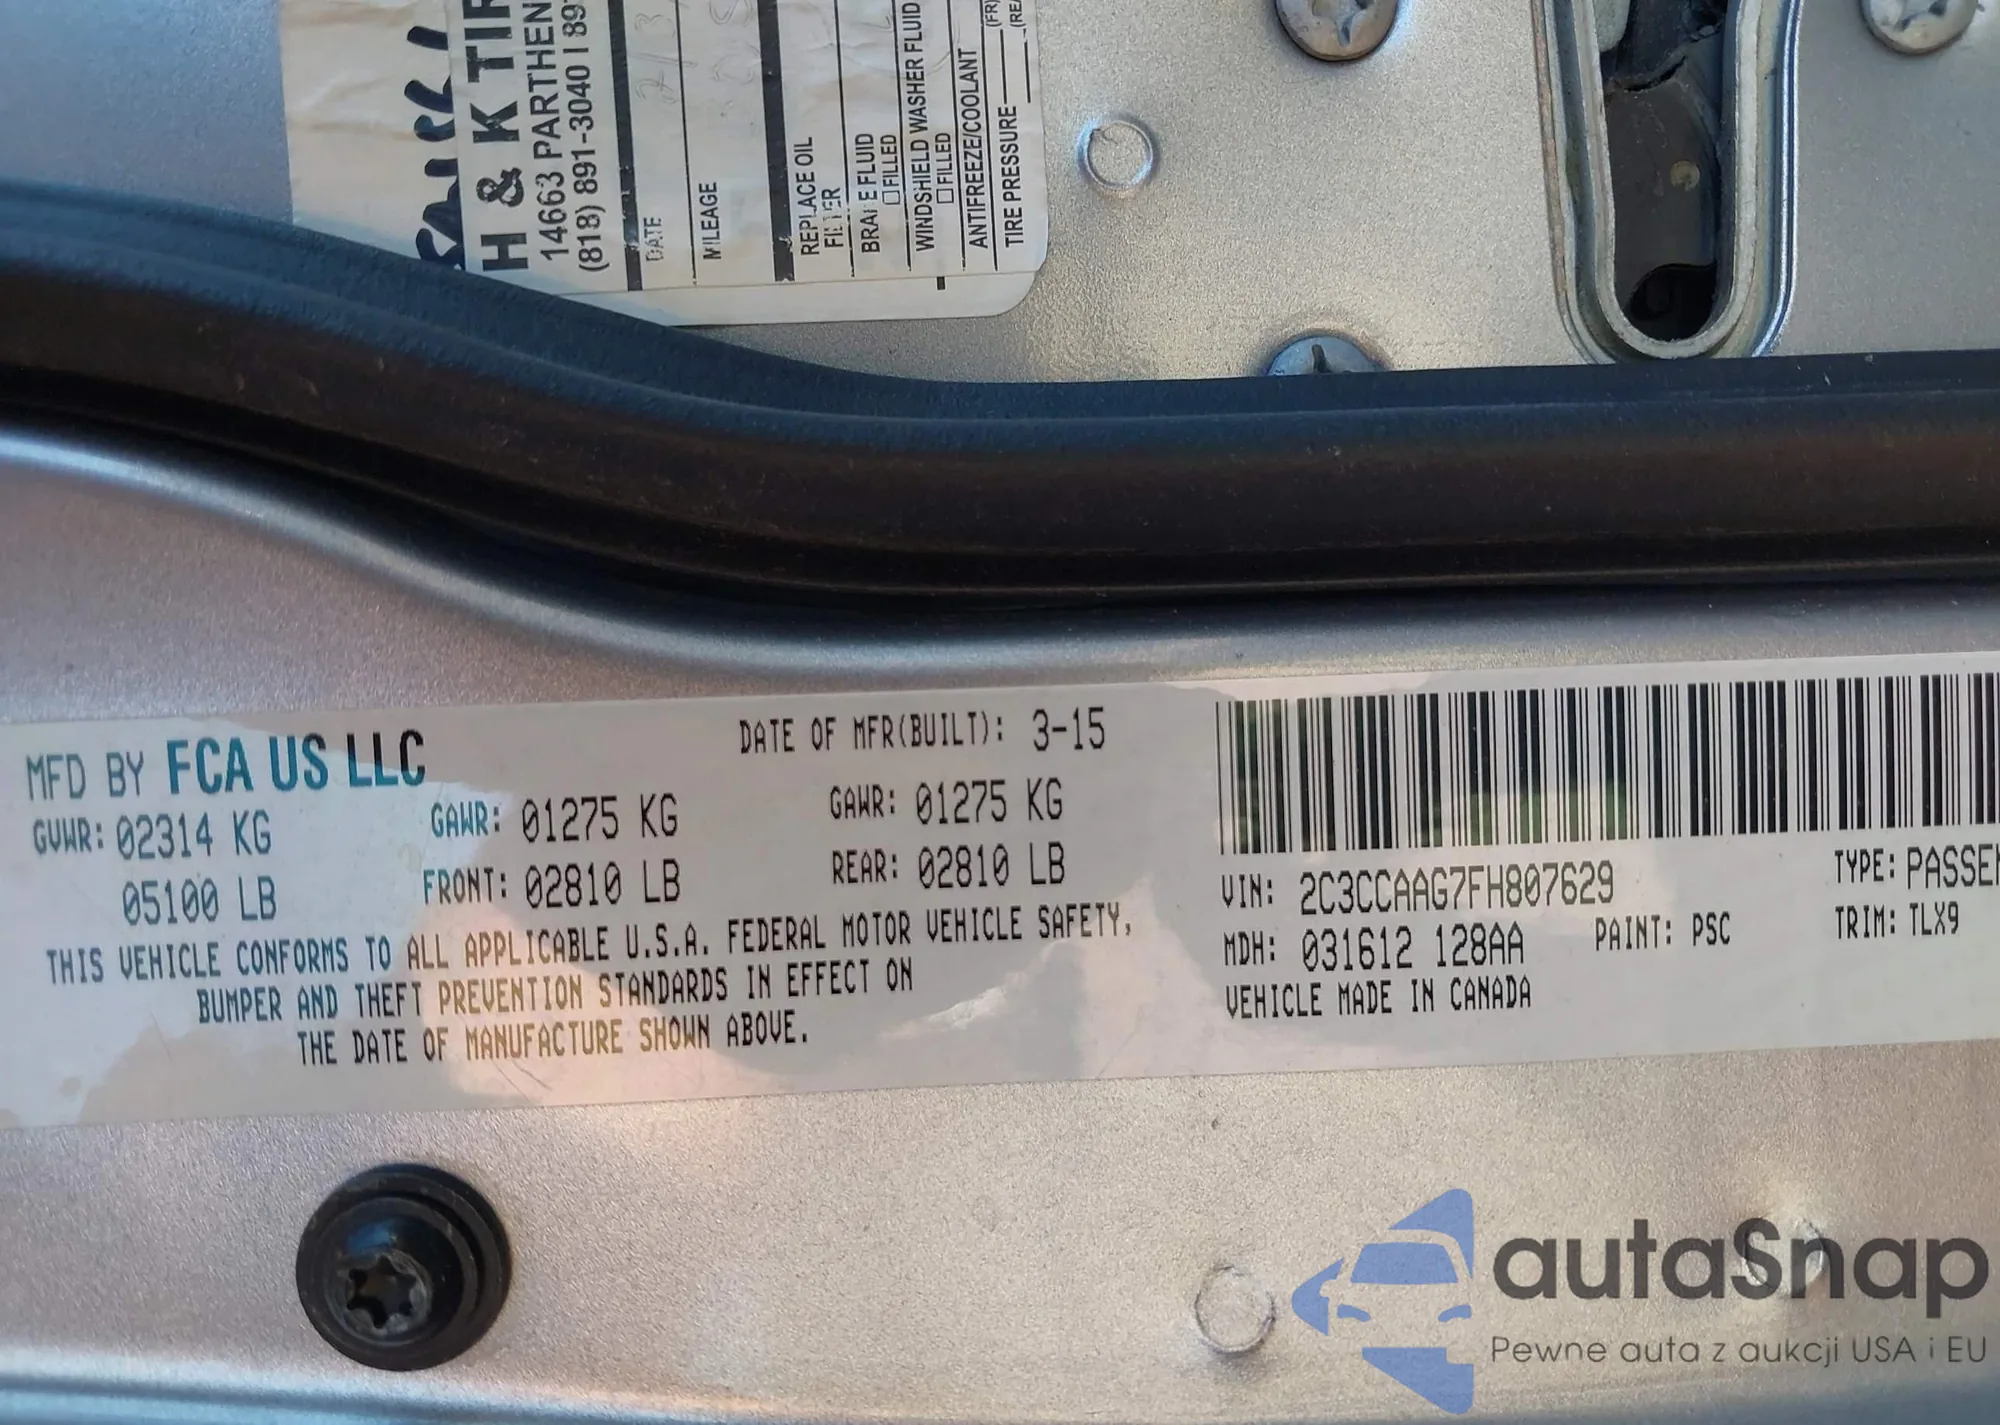 H & K TIR
14663 PARTHEN
(818) 891-3040 | 891
DATE
MILEAGE
REPLACE OIL
FILTER
BRAKE FLUID
FILLED
WINDSHIELD WASHER FLUID
FILLED
ANTIFREEZE/COOLANT
TIRE PRESSURE (FR)
(REA
MFD BY FCA US LLC
DATE OF MFR(BUILT): 3-15
GVWR: 02314 KG
GAWR: 01275 KG
GAWR: 01275 KG
05100 LB
FRONT: 02810 LB
REAR: 02810 LB
THIS VEHICLE CONFORMS TO ALL APPLICABLE U.S.A. FEDERAL MOTOR VEHICLE SAFETY,
BUMPER AND THEFT PREVENTION STANDARDS IN EFFECT ON
THE DATE OF MANUFACTURE SHOWN ABOVE.
VIN: 2C3CCAAG7FH807629
TYPE: PASSEN
MDH: 031612 128AA
PAINT: PSC
TRIM: TLX9
VEHICLE MADE IN CANADA
autaSnap
Pewne auta z aukcji USA i EU